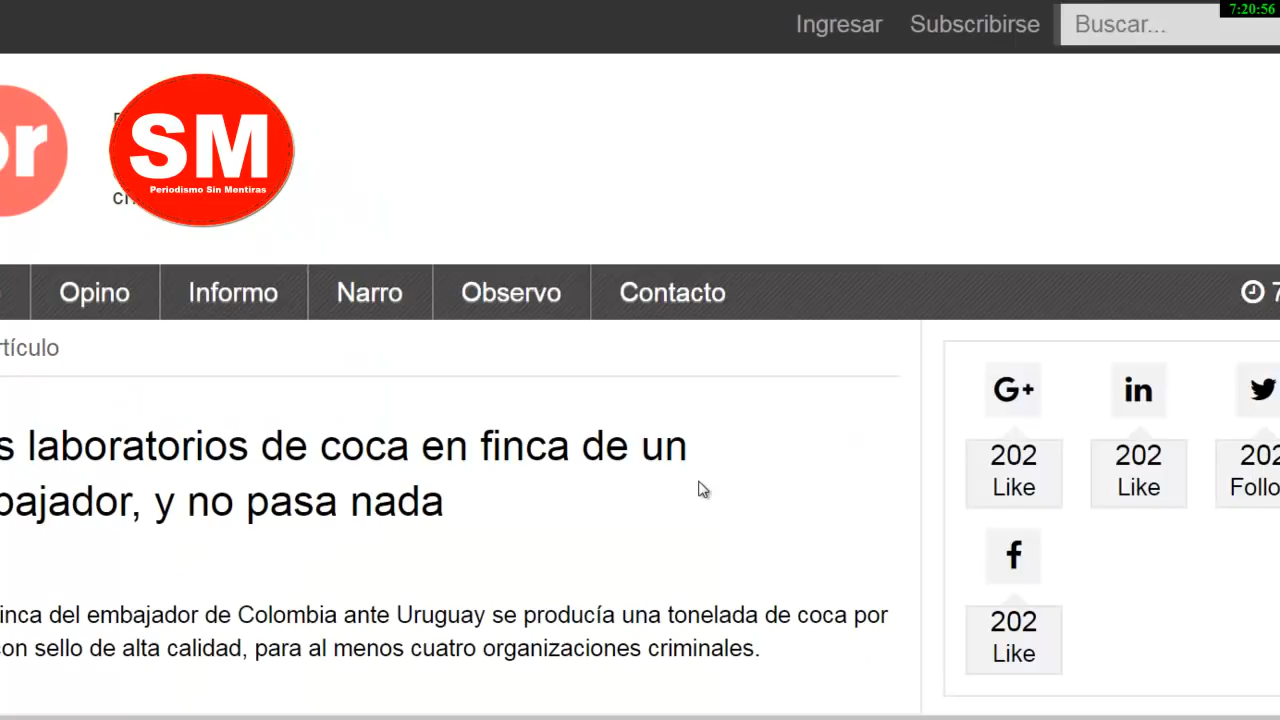 7:20:56
Ingresar Subscribirse Buscar...
or
SM
Periodismo Sin Mentiras
Opino Informo Narro Observo Contacto 7
rtículo
s laboratorios de coca en finca de un
bajador, y no pasa nada
inca del embajador de Colombia ante Uruguay se producía una tonelada de coca por
con sello de alta calidad, para al menos cuatro organizaciones criminales.
G+ in
202 202 202
Like Like Follo
f
202
Like